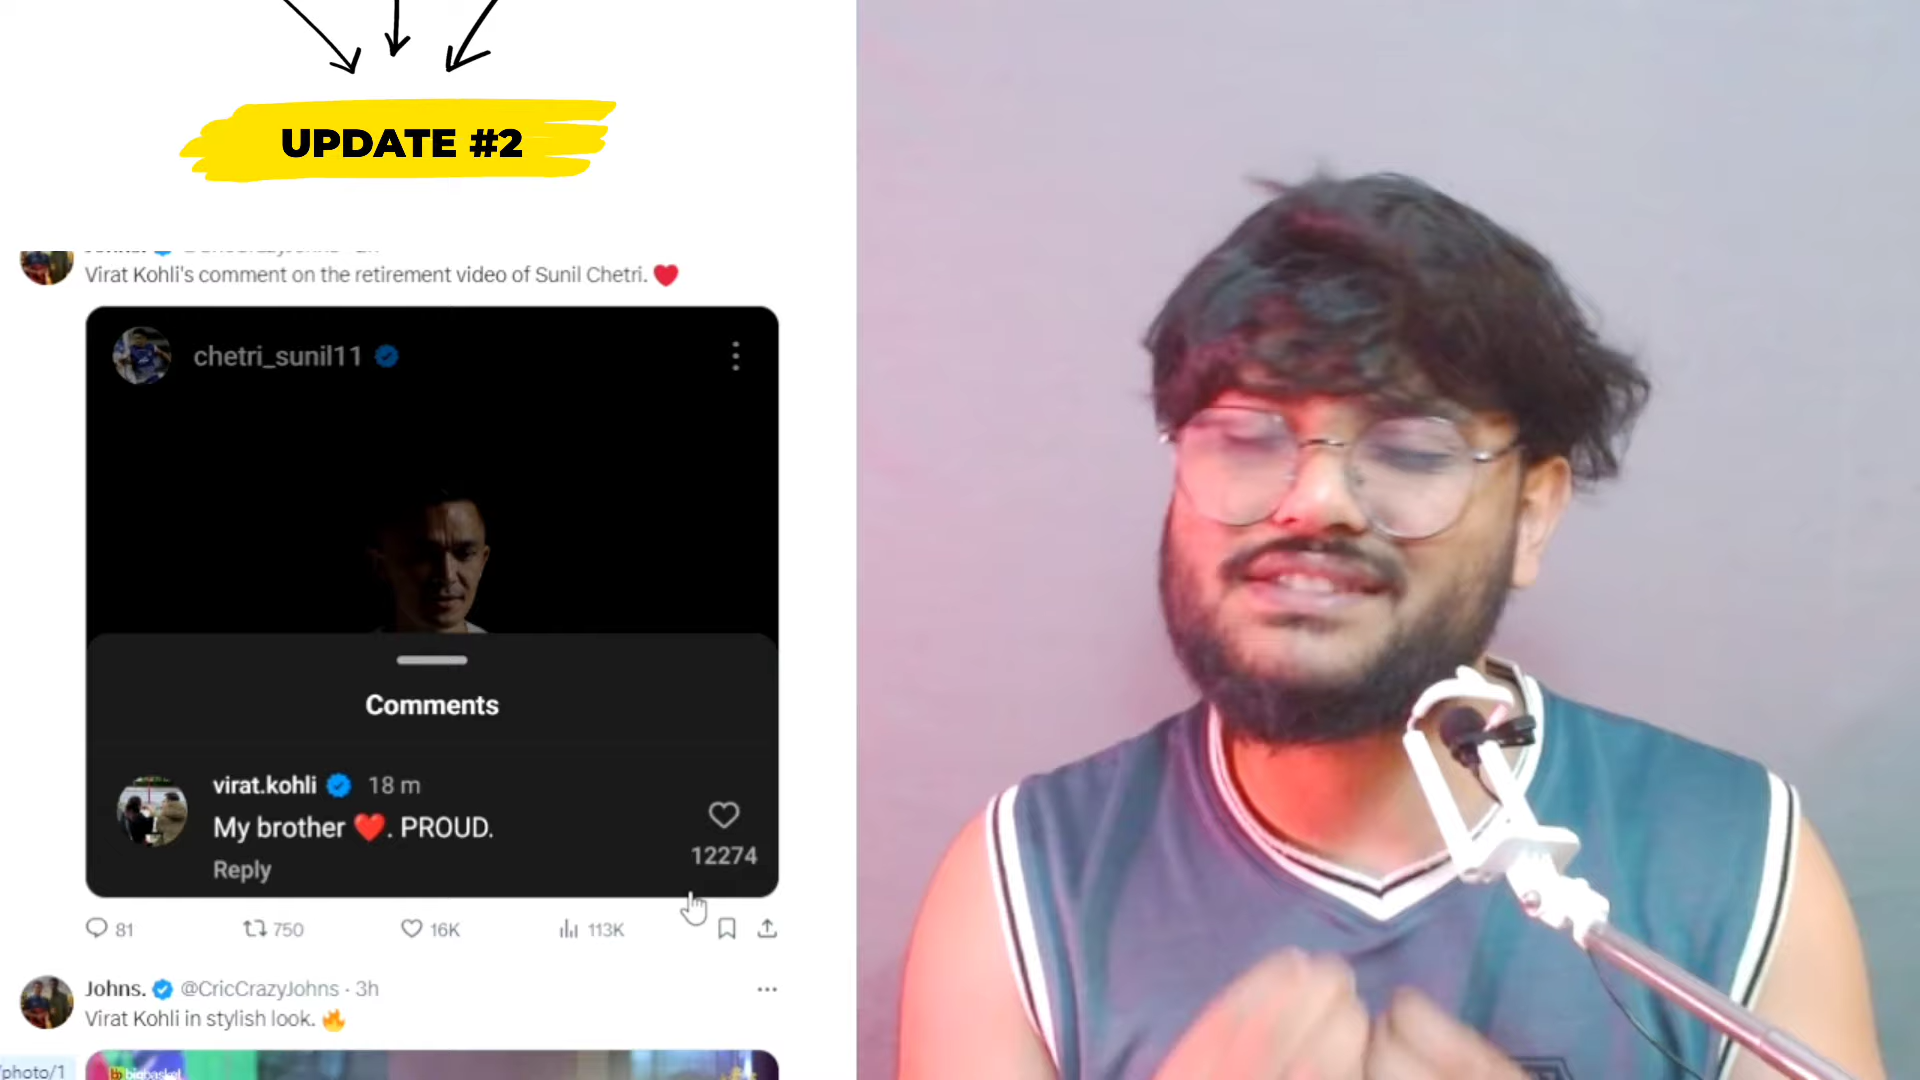 UPDATE #2
Virat Kohli's comment on the retirement video of Sunil Chetri. ❤️
chetri_sunil11
Comments
virat.kohli 18 m
My brother ❤️. PROUD.
12274
Reply
81 750 16K 113K
Johns. @CricCrazyJohns · 3h
Virat Kohli in stylish look. 🔥
bigbasket
photo/1